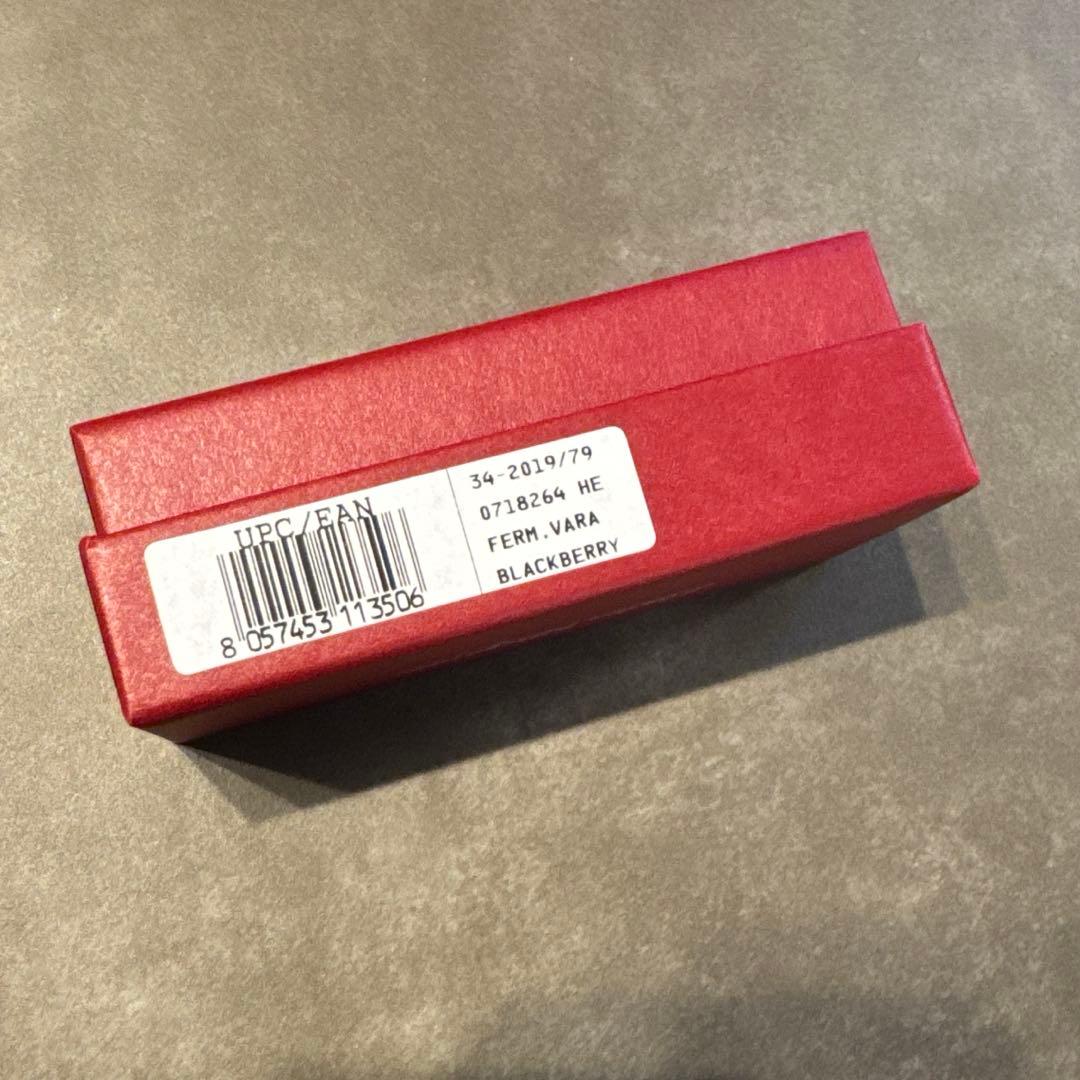 UPC/EAN
8 057453 113506
34-2019/79
0718264 HE
FERM.VARA
BLACKBERRY